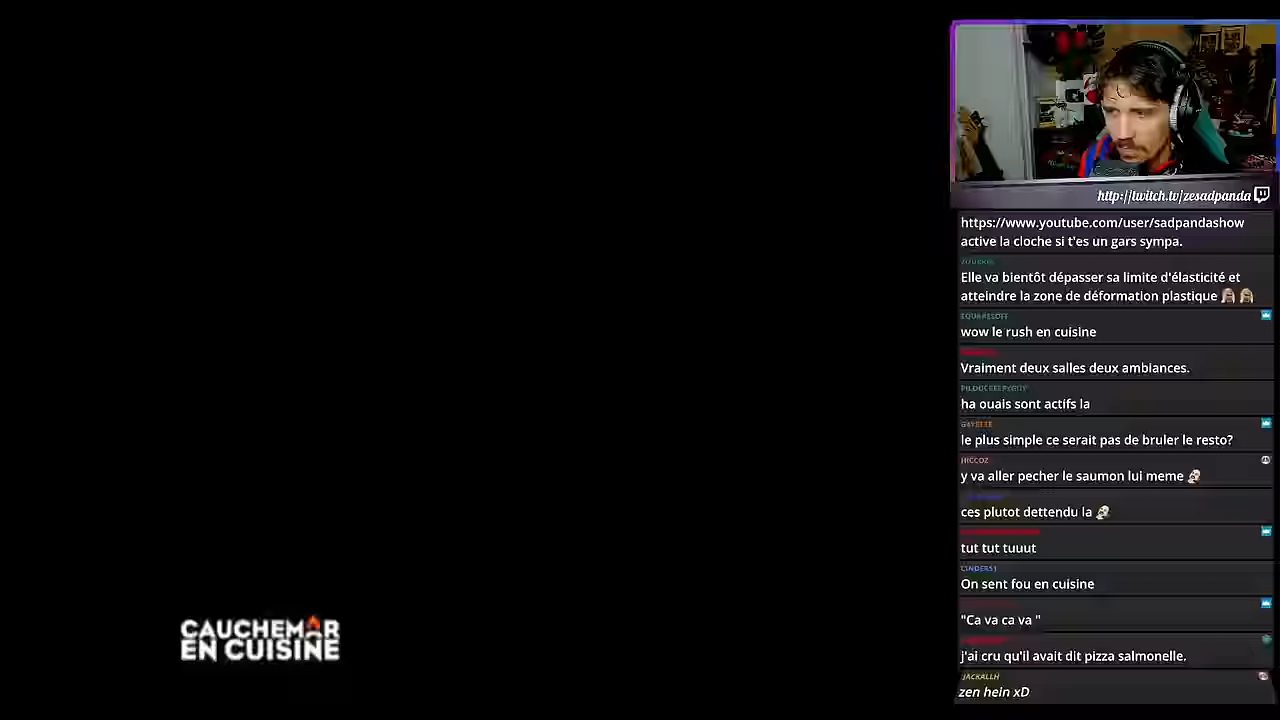 http://twitch.tv/zesadpanda
https://www.youtube.com/user/sadpandashow
active la cloche si t'es un gars sympa.
Elle va bientôt dépasser sa limite d'élasticité et
atteindre la zone de déformation plastique
wow le rush en cuisine
Vraiment deux salles deux ambiances.
ha ouais sont actifs la
le plus simple ce serait pas de bruler le resto?
HICCOZ
y va aller pecher le saumon lui meme
ces plutot dettendu la
tut tut tuuut
CINDER51
On sent fou en cuisine
"Ca va ca va "
j'ai cru qu'il avait dit pizza salmonelle.
JACKALLH
zen hein xD
CAUCHEMAR
EN CUISINE